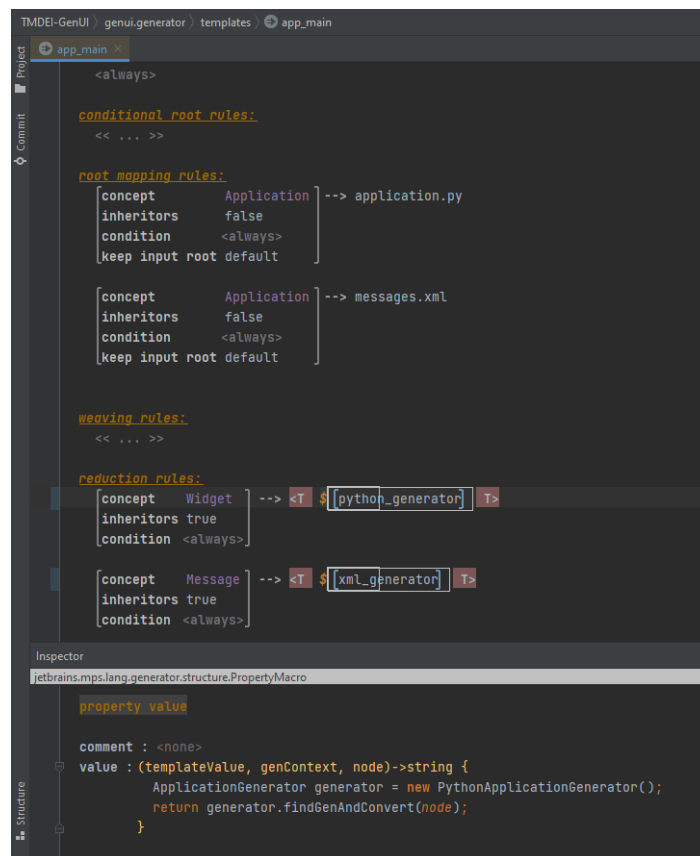 TMDEI-GenUI 〉 genui.generator 〉 templates 〉 app_main
Project
Commit
Structure
app_main ×
<always>
conditional root rules:
<< ... >>
root mapping rules:
concept Application --> application.py
inheritors false
condition <always>
keep input root default
concept Application --> messages.xml
inheritors false
condition <always>
keep input root default
weaving rules:
<< ... >>
reduction rules:
concept Widget --> <T $[python_generator] T>
inheritors true
condition <always>
concept Message --> <T $[xml_generator] T>
inheritors true
condition <always>
Inspector
jetbrains.mps.lang.generator.structure.PropertyMacro
property value
comment : <none>
value : (templateValue, genContext, node)->string {
ApplicationGenerator generator = new PythonApplicationGenerator();
return generator.findGenAndConvert(node);
}